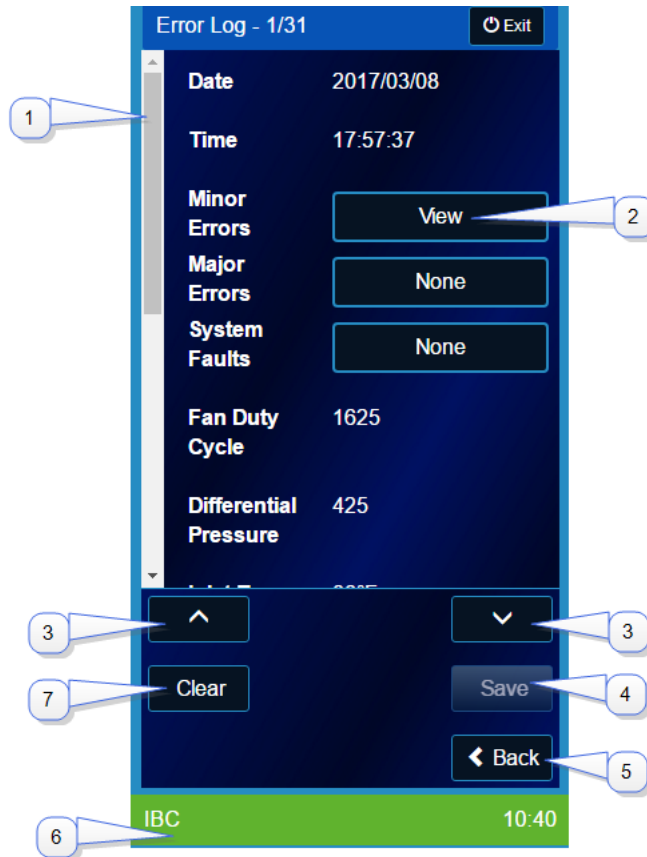 Error Log - 1/31 Exit
1
Date 2017/03/08
Time 17:57:37
Minor
Errors
View
2
Major
Errors
None
System
Faults
None
Fan Duty
Cycle
1625
Differential
Pressure
425
3
3
7
Clear
Save
4
Back
5
IBC 10:40
6